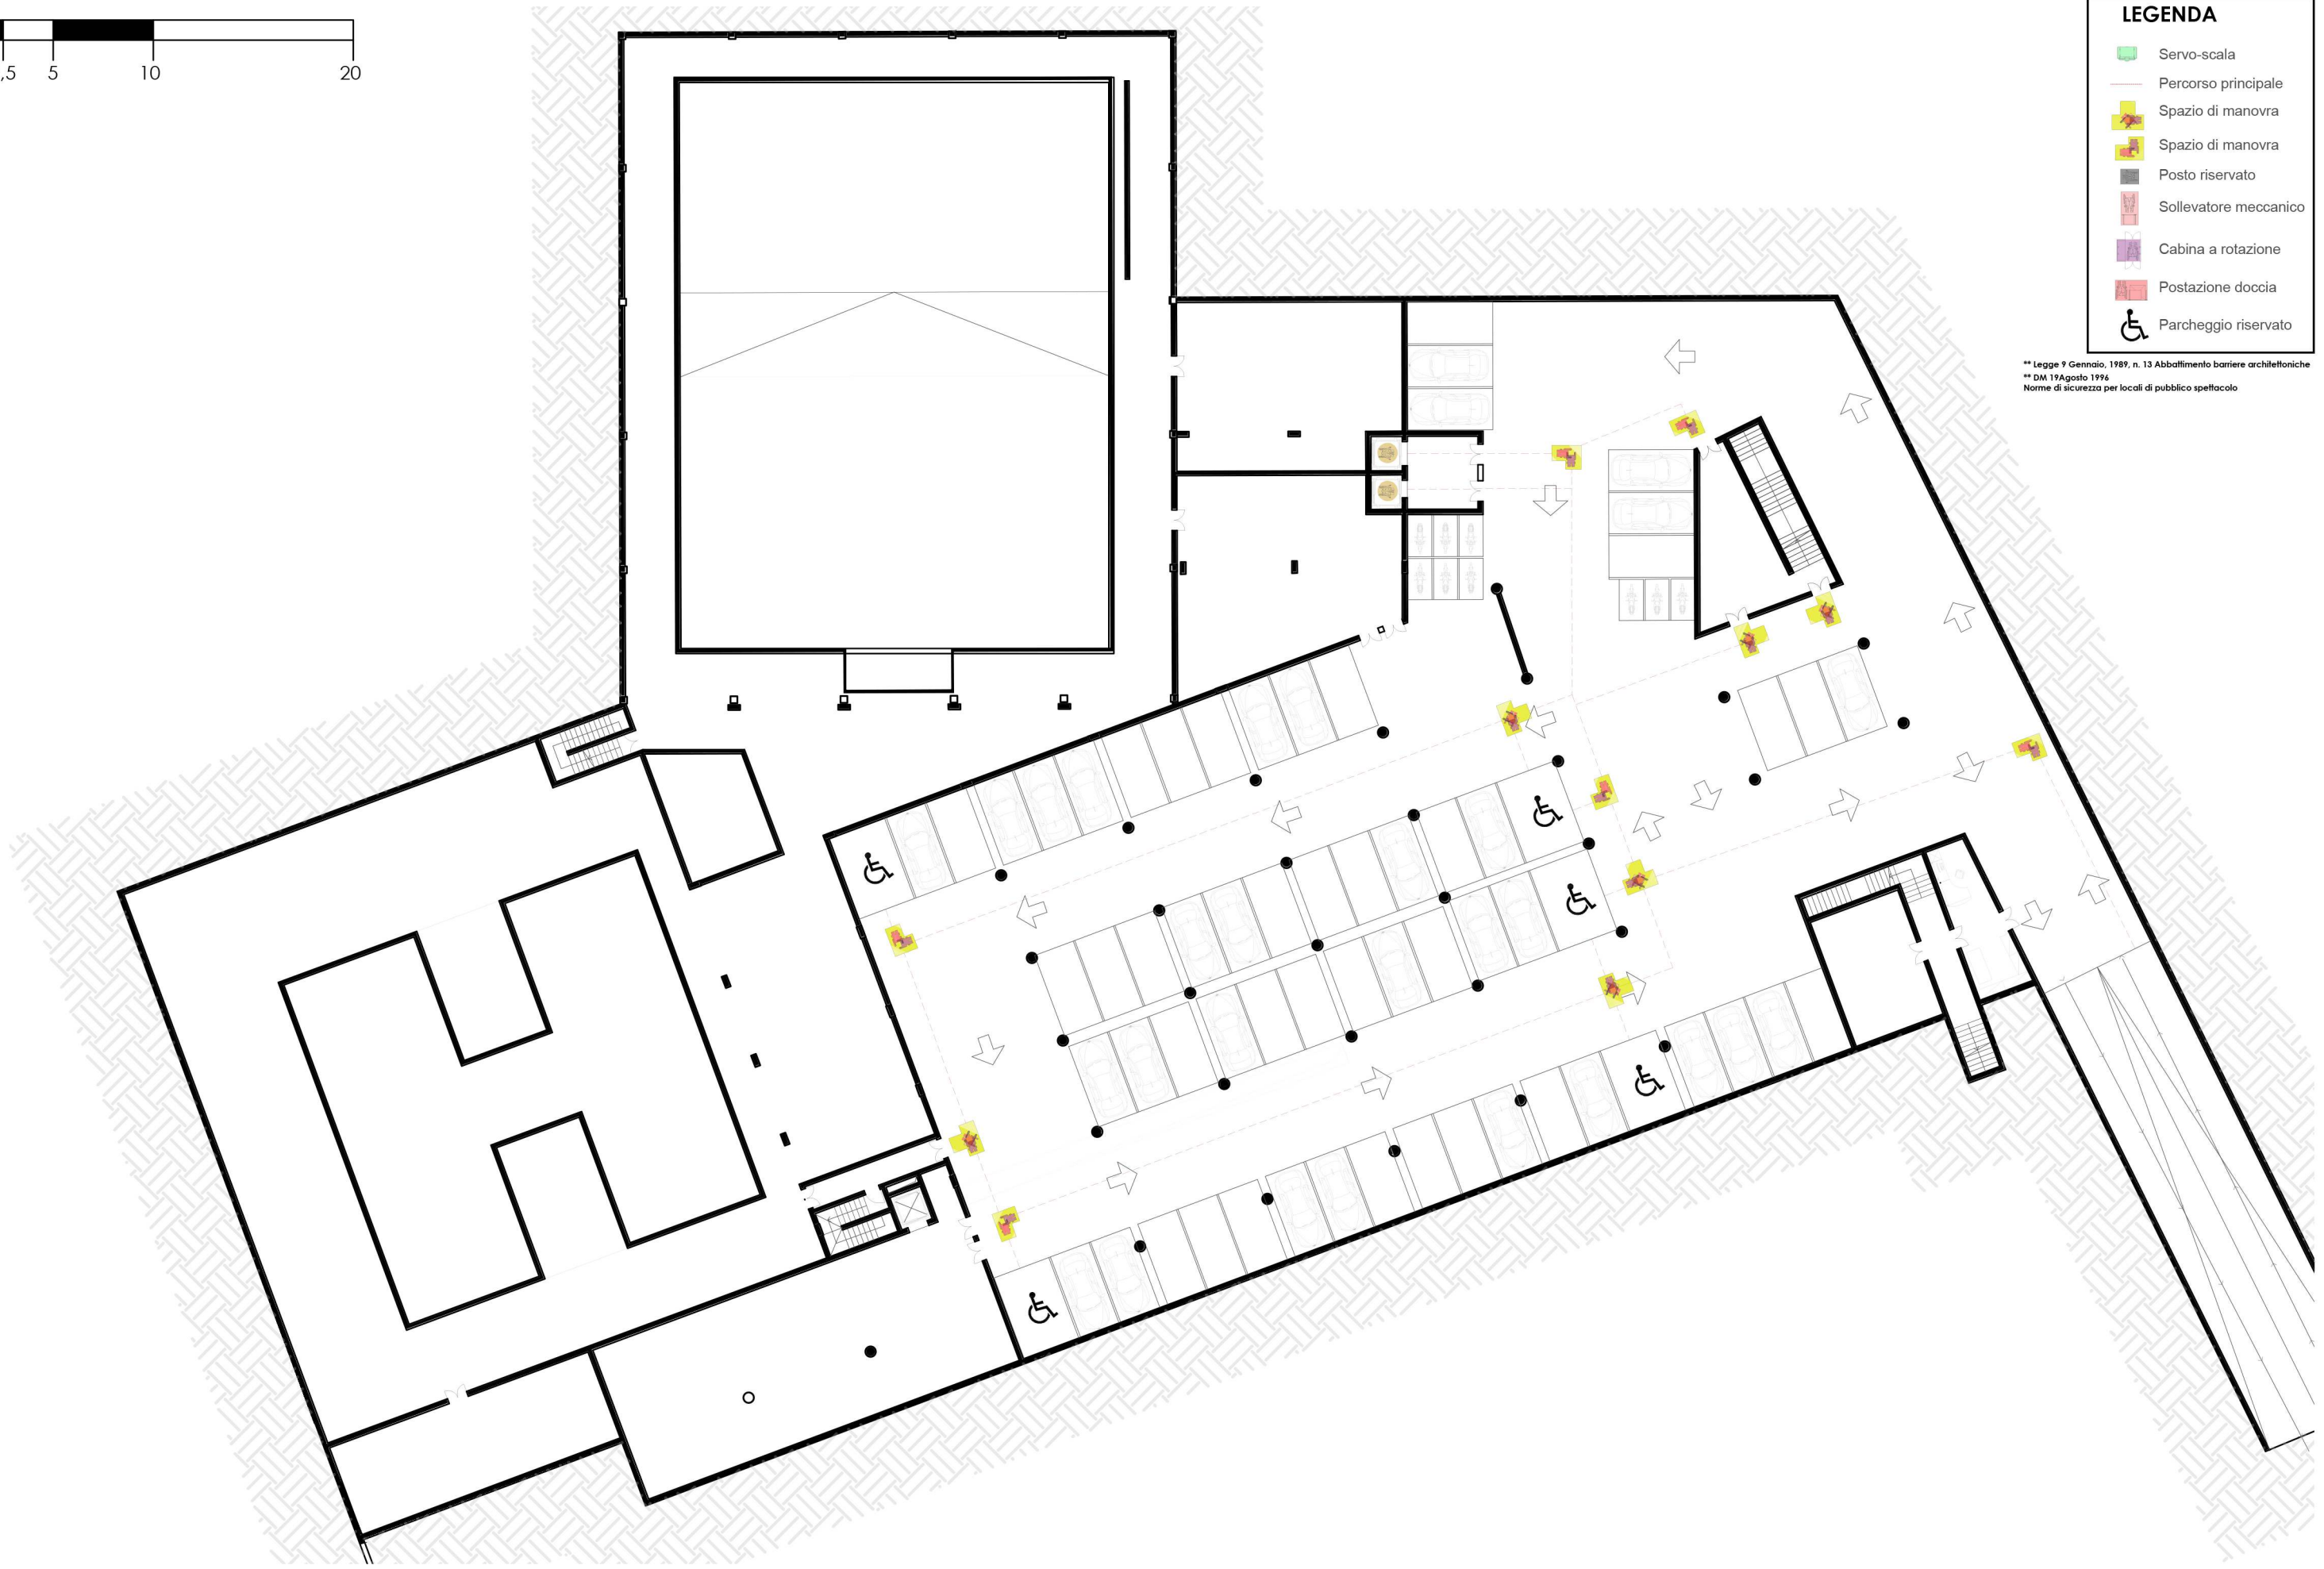 LEGENDA
,5 5 10 20
Servo-scala
Percorso principale
Spazio di manovra
Spazio di manovra
Posto riservato
Sollevatore meccanico
Cabina a rotazione
Postazione doccia
Parcheggio riservato
** Legge 9 Gennaio, 1989, n. 13 Abbattimento barriere architettoniche
** DM 19Agosto 1996
Norme di sicurezza per locali di pubblico spettacolo